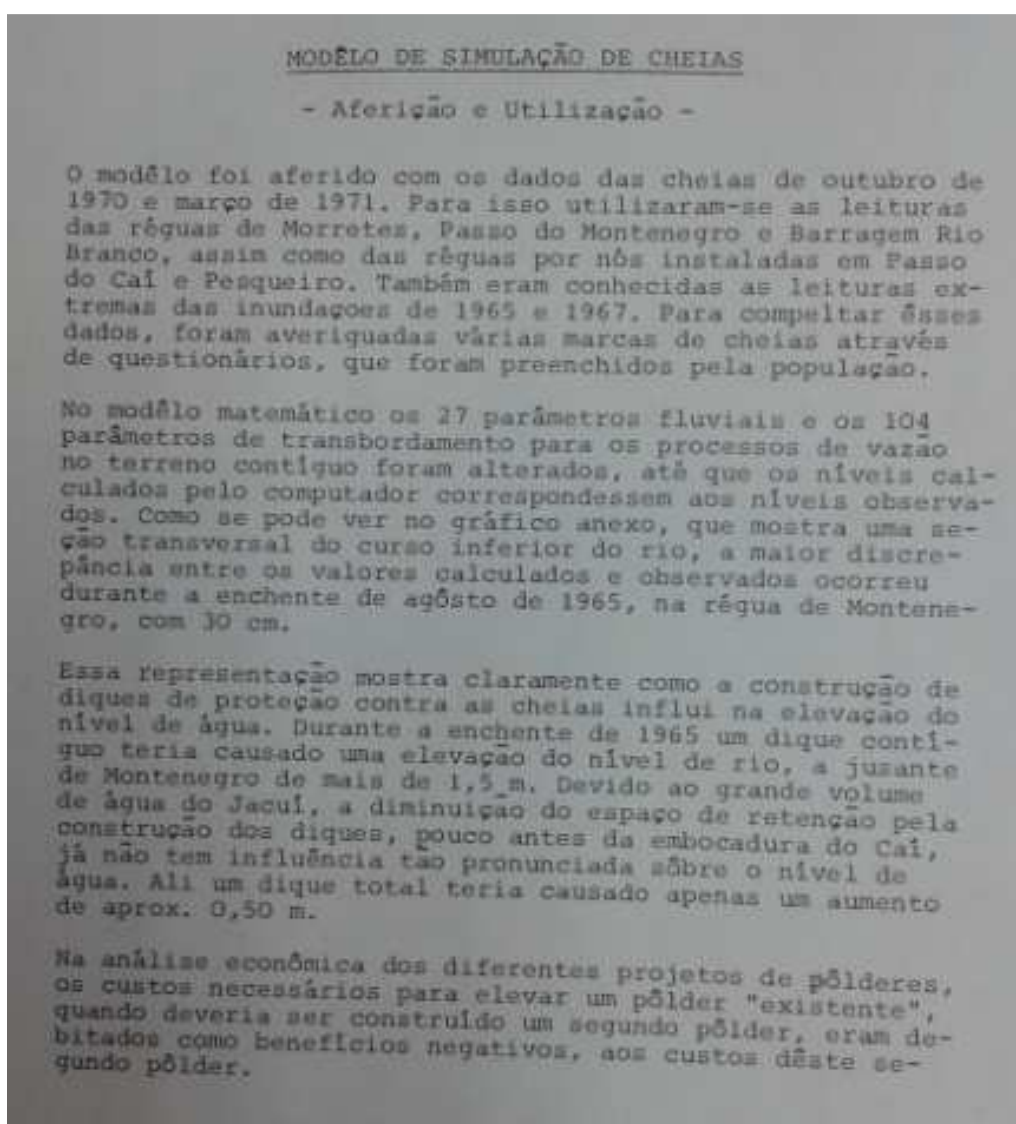 MODÊLO DE SIMULAÇÃO DE CHEIAS
- Aferição e Utilização -
O modêlo foi aferido com os dados das cheias de outubro de
1970 e março de 1971. Para isso utilizaram-se as leituras
das réguas de Morretes, Passo do Montenegro e Barragem Rio
Branco, assim como das réguas por nós instaladas em Passo
do Caí e Pesqueiro. Também eram conhecidas as leituras ex-
tremas das inundaçoes de 1965 e 1967. Para compeltar êsses
dados, foram averiguadas várias marcas de cheias através
de questionários, que foram preenchidos pela população.
No modêlo matemático os 27 parâmetros fluviais e os 104
parâmetros de transbordamento para os processos de vazão
no terreno contíguo foram alterados, até que os níveis cal-
culados pelo computador correspondessem aos níveis observa-
dos. Como se pode ver no gráfico anexo, que mostra uma se-
ção transversal do curso inferior do rio, a maior discre-
pância entre os valores calculados e observados ocorreu
durante a enchente de agôsto de 1965, na régua de Montene-
gro, com 30 cm.
Essa representação mostra claramente como a construção de
diques de proteção contra as cheias influi na elevação do
nível de água. Durante a enchente de 1965 um dique contí-
guo teria causado uma elevação do nível de rio, a jusante
de Montenegro de mais de 1,5 m. Devido ao grande volume
de água do Jacuí, a diminuição do espaço de retenção pela
construção dos diques, pouco antes da embocadura do Caí,
já não tem influência tão pronunciada sôbre o nível de
água. Ali um dique total teria causado apenas um aumento
de aprox. 0,50 m.
Na análise econômica dos diferentes projetos de pôlderes,
os custos necessários para elevar um pôlder "existente",
quando deveria ser construído um segundo pôlder, eram de-
bitados como benefícios negativos, aos custos dêste se-
gundo pôlder.